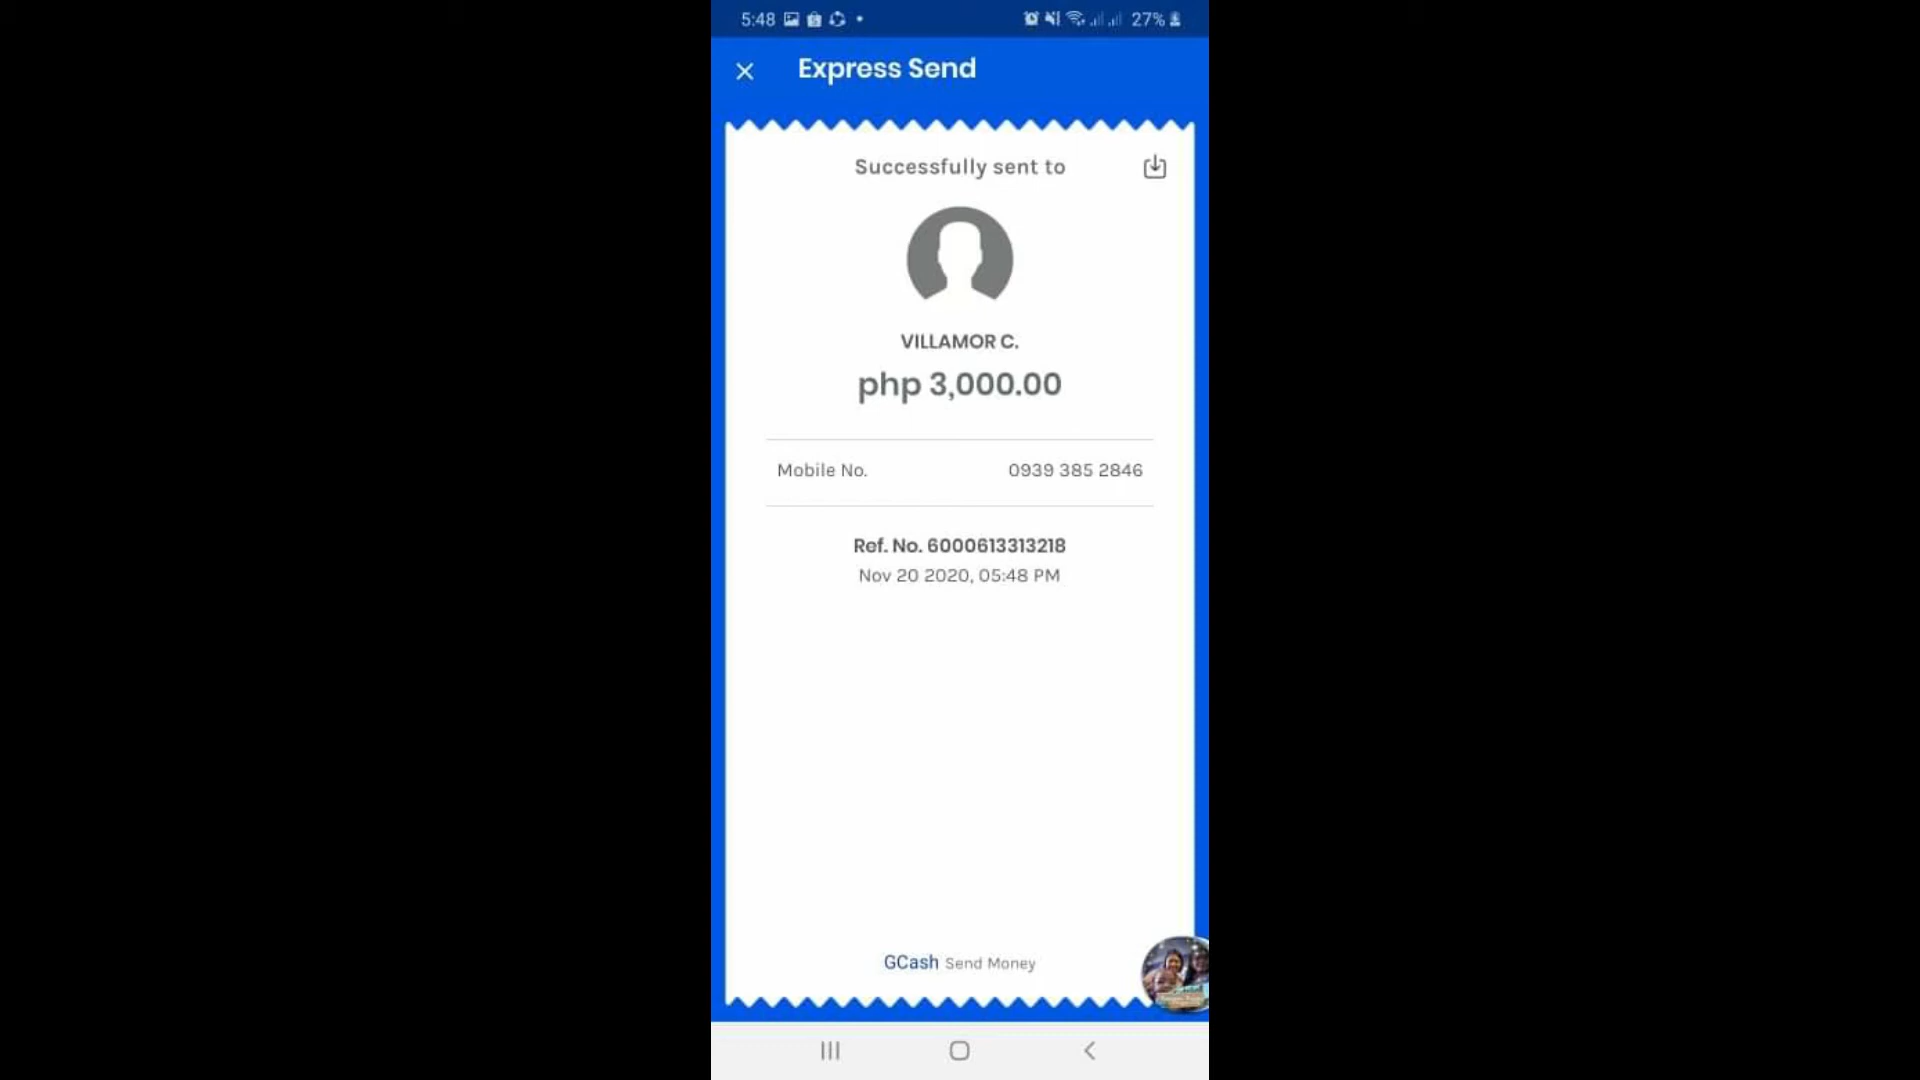 5:48 27%
Express Send
Successfully sent to
VILLAMOR C.
php 3,000.00
Mobile No. 0939 385 2846
Ref. No. 6000613313218
Nov 20 2020, 05:48 PM
GCash Send Money